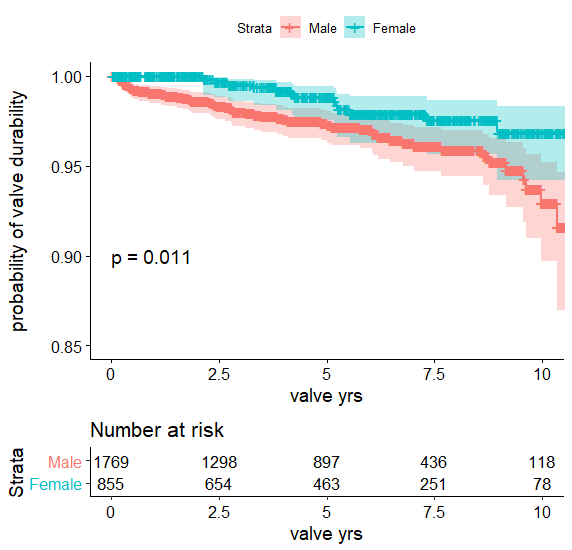 Strata Male Female
probability of valve durability
1.00
0.95
0.90
0.85
p = 0.011
0 2.5 5 7.5 10
valve yrs
Number at risk
Strata
Male 1769 1298 897 436 118
Female 855 654 463 251 78
0 2.5 5 7.5 10
valve yrs